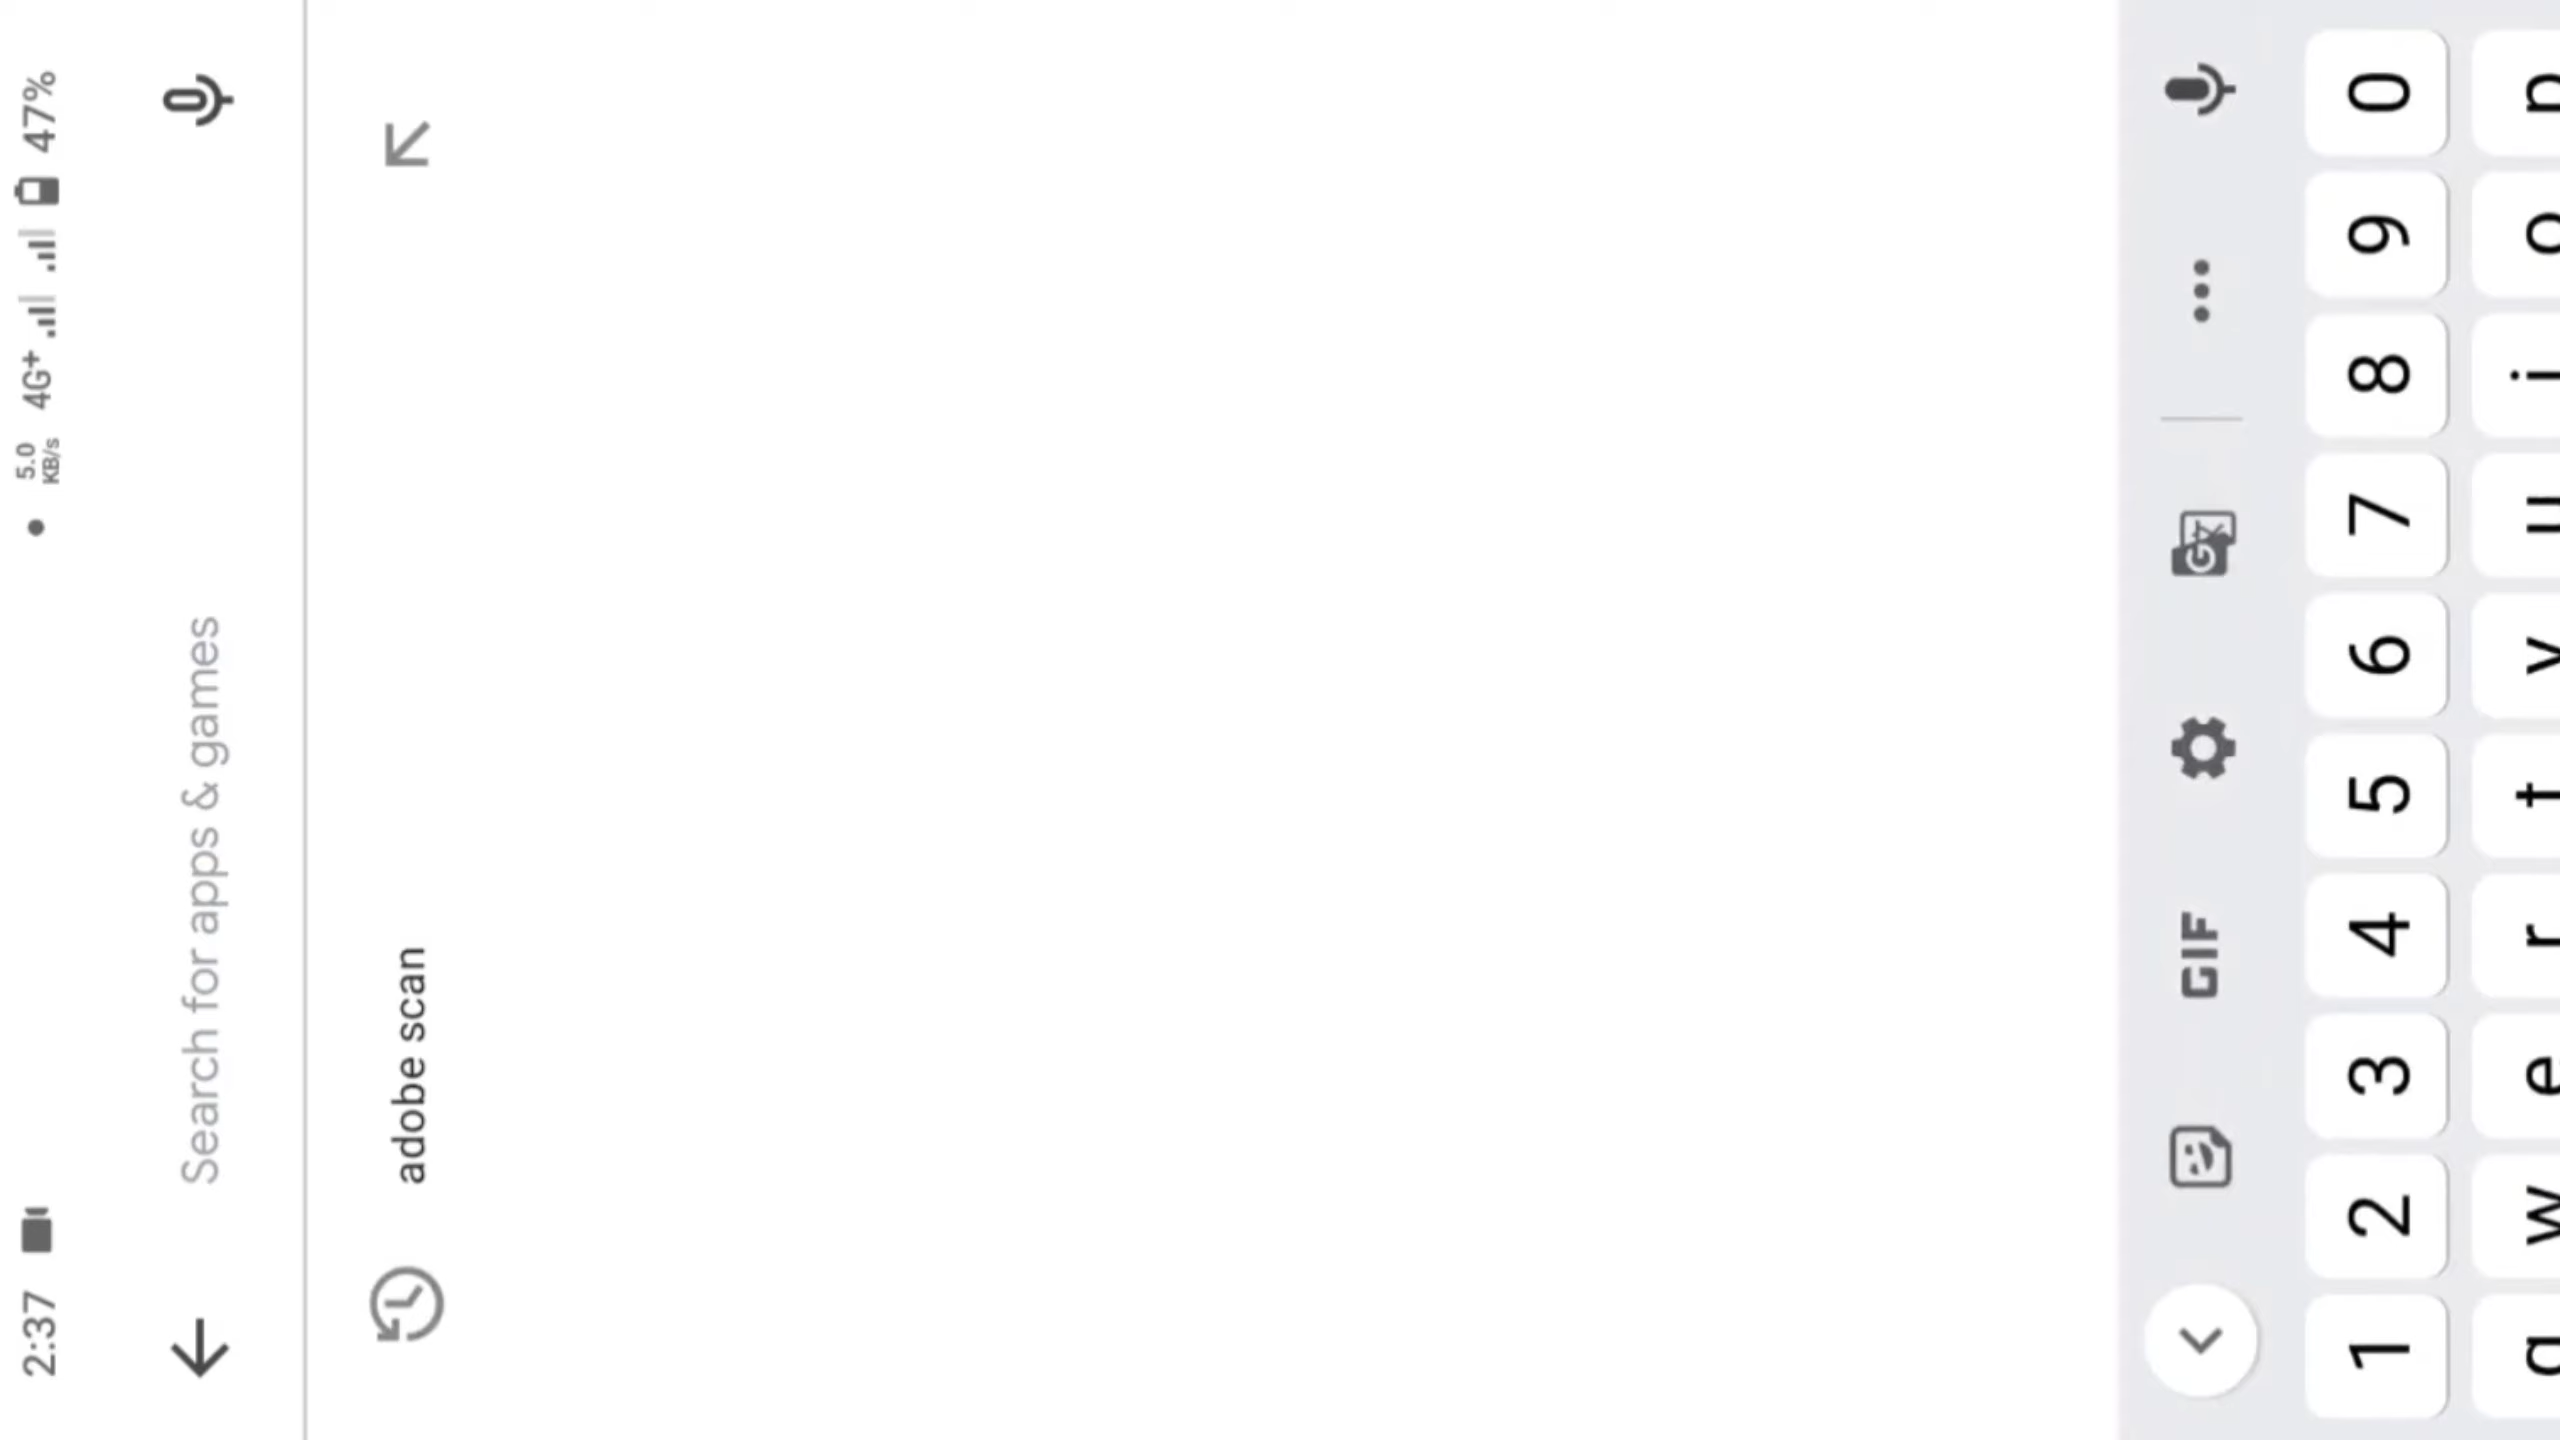 2:37 5.0 KB/s 4G+ 47%
Search for apps & games
adobe scan
GIF
1 2 3 4 5 6 7 8 9 0
q w e r t y u i o p